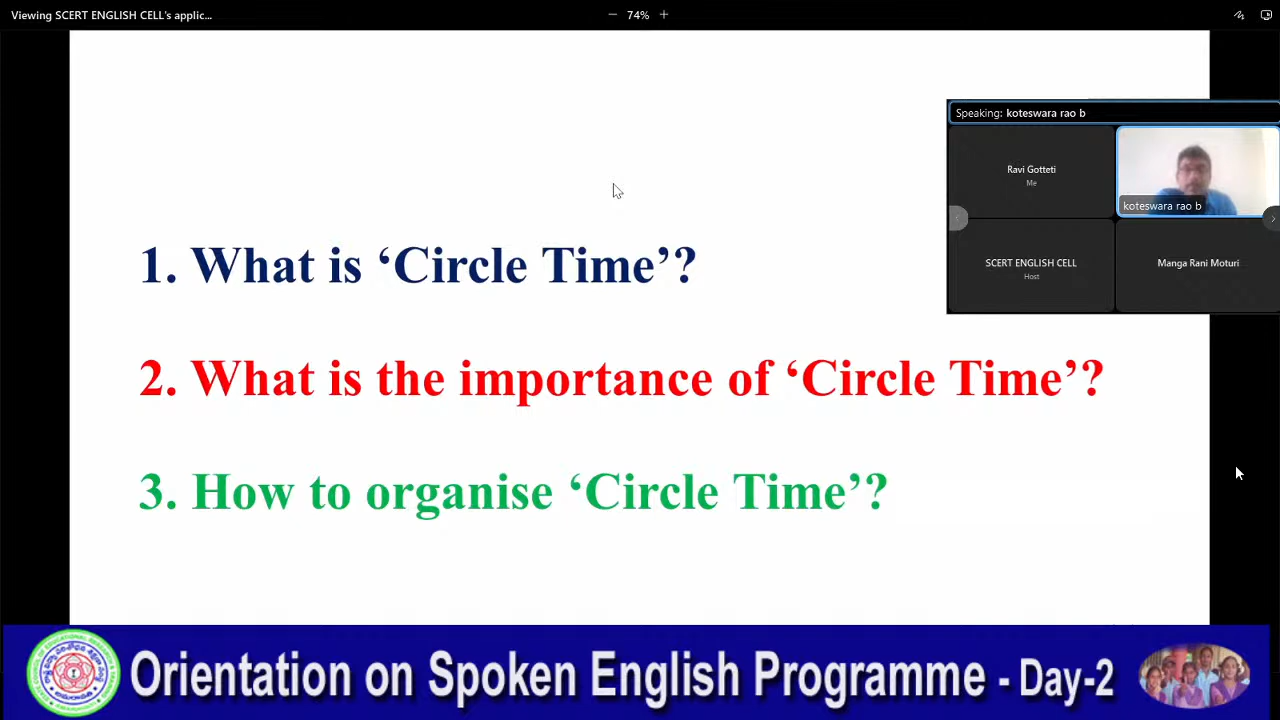 Viewing SCERT ENGLISH CELL's applic...
74%
Speaking: koteswara rao b
Ravi Gotteti
Me
koteswara rao b
SCERT ENGLISH CELL
Host
Manga Rani Moturi
1. What is ‘Circle Time’?
2. What is the importance of ‘Circle Time’?
3. How to organise ‘Circle Time’?
Orientation on Spoken English Programme - Day-2